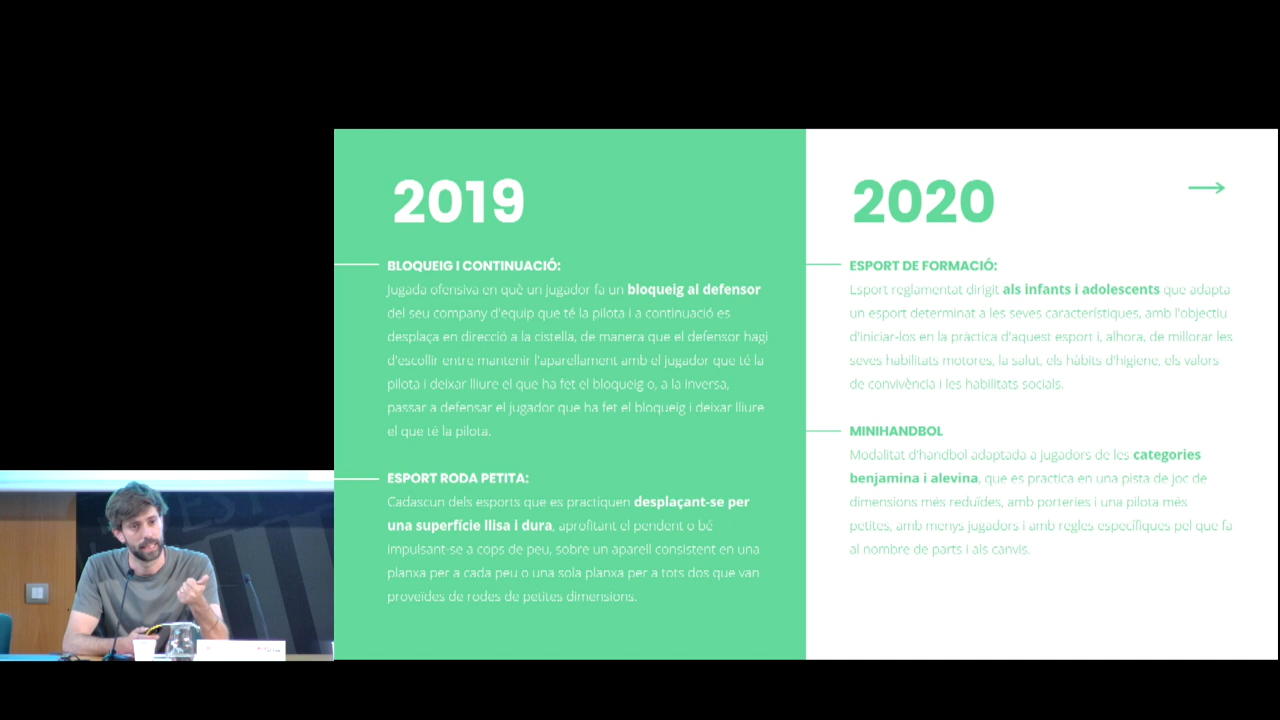 2019
BLOQUEIG I CONTINUACIÓ:
Jugada ofensiva en què un jugador fa un bloqueig al defensor
del seu company d'equip que té la pilota i a continuació es
desplaça en direcció a la cistella, de manera que el defensor hagi
d'escollir entre mantenir l'aparellament amb el jugador que té la
pilota i deixar lliure el que ha fet el bloqueig o, a la inversa,
passar a defensar el jugador que ha fet el bloqueig i deixar lliure
el que té la pilota.
ESPORT RODA PETITA:
Cadascun dels esports que es practiquen desplaçant-se per
una superfície llisa i dura, aprofitant el pendent o bé
impulsant-se a cops de peu, sobre un aparell consistent en una
planxa per a cada peu o una sola planxa per a tots dos que van
proveïdes de rodes de petites dimensions.
2020
ESPORT DE FORMACIÓ:
Esport reglamentat dirigit als infants i adolescents que adapta
un esport determinat a les seves característiques, amb l'objectiu
d'iniciar-los en la pràctica d'aquest esport i, alhora, de millorar les
seves habilitats motores, la salut, els hàbits d'higiene, els valors
de convivència i les habilitats socials.
MINIHANDBOL
Modalitat d'handbol adaptada a jugadors de les categories
benjamina i alevina, que es practica en una pista de joc de
dimensions més reduïdes, amb porteries i una pilota més
petites, amb menys jugadors i amb regles específiques pel que fa
al nombre de parts i als canvis.